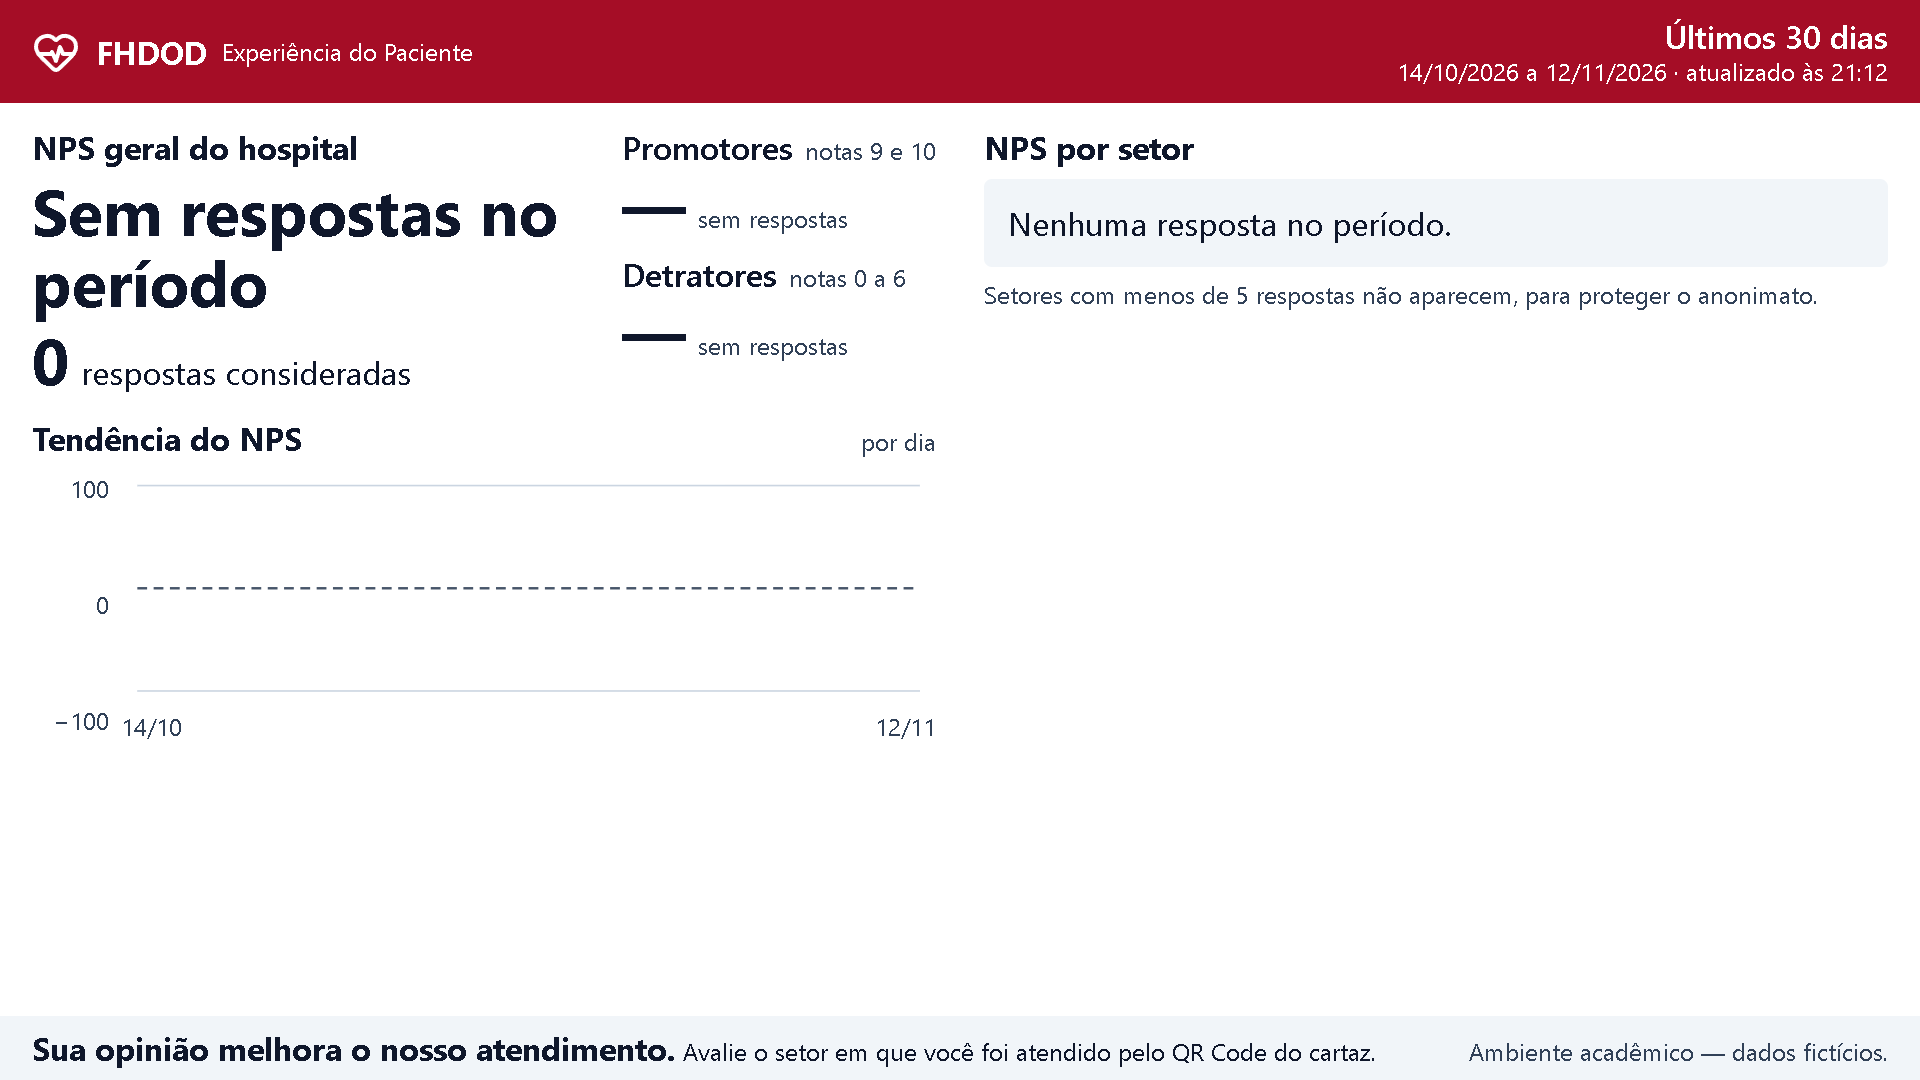 FHDOD Experiência do Paciente
Últimos 30 dias
14/10/2026 a 12/11/2026 · atualizado às 21:12
NPS geral do hospital
Sem respostas no
período
0 respostas consideradas
Promotores notas 9 e 10
— sem respostas
Detratores notas 0 a 6
— sem respostas
Tendência do NPS por dia
100
0
−100
14/10 12/11
NPS por setor
Nenhuma resposta no período.
Setores com menos de 5 respostas não aparecem, para proteger o anonimato.
Sua opinião melhora o nosso atendimento. Avalie o setor em que você foi atendido pelo QR Code do cartaz.
Ambiente acadêmico — dados fictícios.